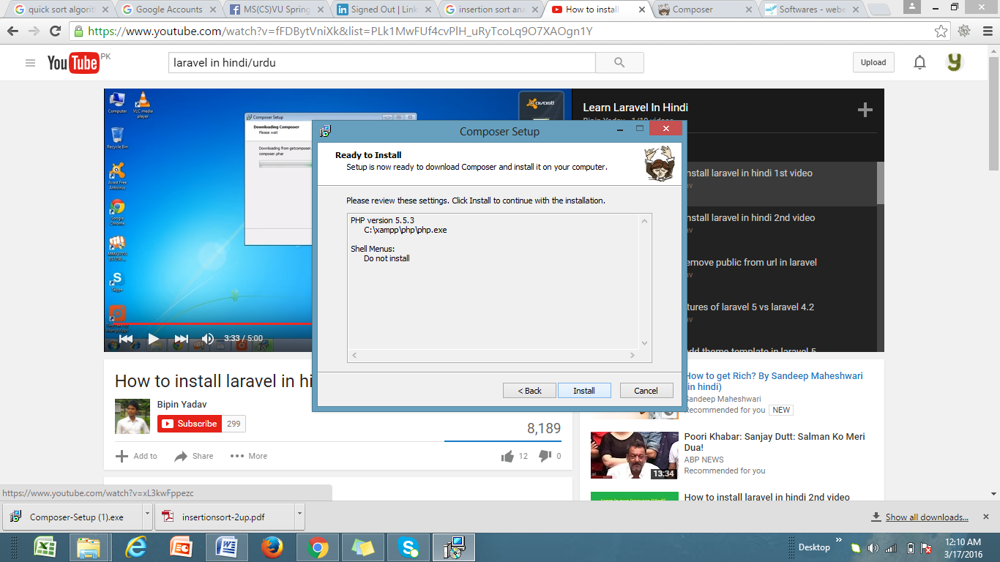 quick sort algorit
Google Accounts
MS(CS)VU Spring
Signed Out | Link
insertion sort ana
How to install
Composer
Softwares - webe
https://www.youtube.com/watch?v=fFDBytVniXk&list=PLk1MwFUf4cvPlH_uRyTcoLq9O7XAOgn1Y
YouTube PK
laravel in hindi/urdu
Upload
Computer
VLC media player
Recycle Bin
Avast Free Antivirus
Google Chrome
Skype
avast!
Composer Setup
Downloading Composer
Please wait
Downloading from getcomposer.
composer.phar
3:33 / 5:00
Learn Laravel In Hindi
Bipin Yadav - 1/10 videos
nstall laravel in hindi 1st video
av
nstall laravel in hindi 2nd video
av
emove public from url in laravel
av
tures of laravel 5 vs laravel 4.2
av
add theme template in laravel 5
Composer Setup
Ready to Install
Setup is now ready to download Composer and install it on your computer.
Please review these settings. Click Install to continue with the installation.
PHP version 5.5.3
C:\xampp\php\php.exe
Shell Menus:
Do not install
< Back
Install
Cancel
How to install laravel in hi
Bipin Yadav
Subscribe 299
8,189
Add to
Share
More
12
0
How to get Rich? By Sandeep Maheshwari
(in hindi)
Sandeep Maheshwari
Recommended for you NEW
Poori Khabar: Sanjay Dutt: Salman Ko Meri
Dua!
ABP NEWS
Recommended for you
13:34
How to install laravel in hindi 2nd video
https://www.youtube.com/watch?v=xL3kwFppezc
Composer-Setup (1).exe
insertionsort-2up.pdf
Show all downloads...
Desktop
12:10 AM
3/17/2016